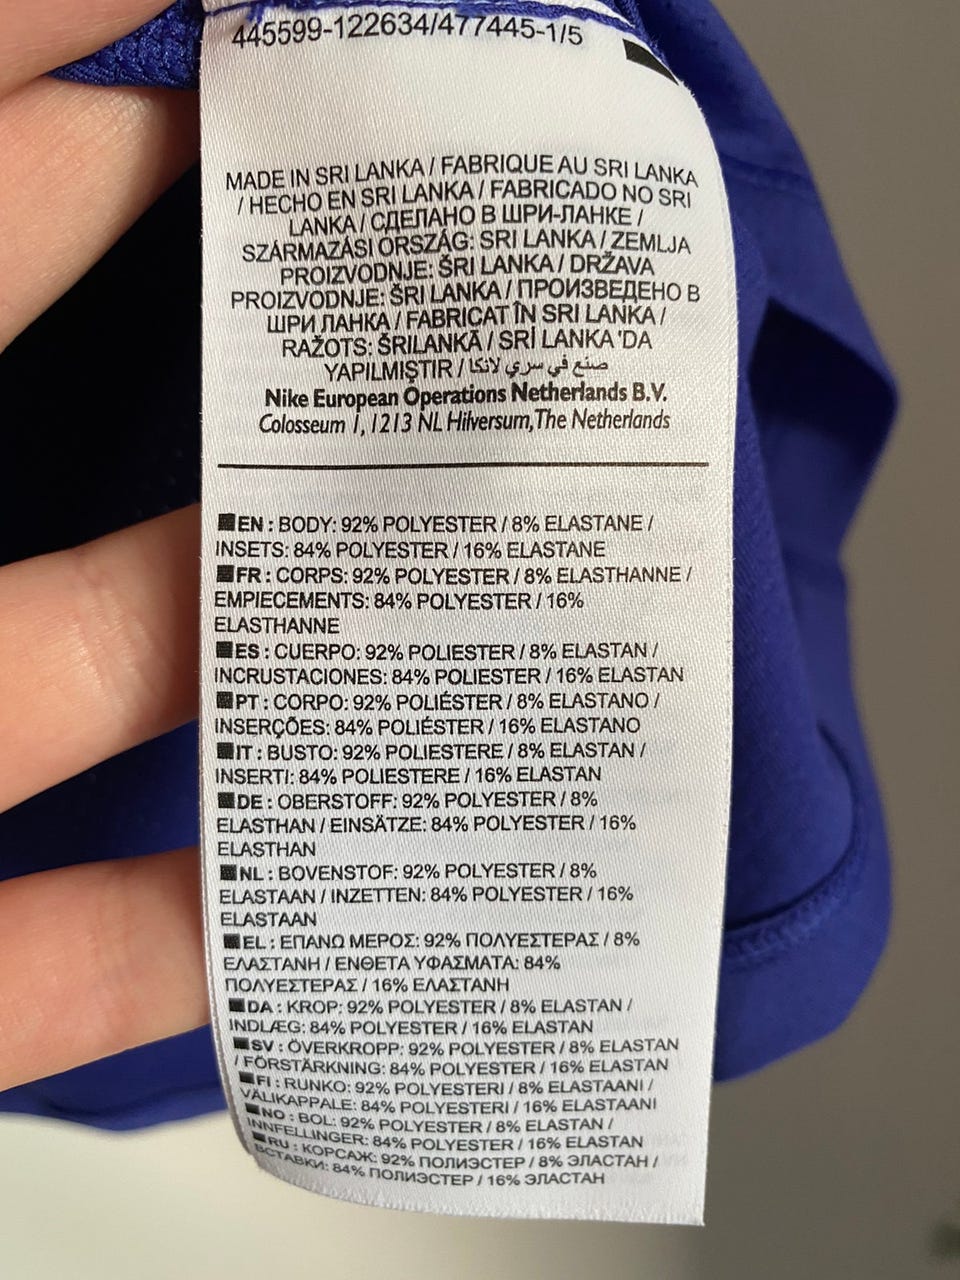 445599-122634/477445-1/5
MADE IN SRI LANKA / FABRIQUE AU SRI LANKA
/ HECHO EN SRI LANKA / FABRICADO NO SRI
LANKA / СДЕЛАНО В ШРИ-ЛАНКЕ /
SZÁRMAZÁSI ORSZÁG: SRI LANKA / ZEMLJA
PROIZVODNJE: ŠRI LANKA / DRŽAVA
PROIZVODNJE: ŠRI LANKA / ПРОИЗВЕДЕНО В
ШРИ ЛАНКА / FABRICAT ÎN SRI LANKA /
RAŽOTS: ŠRILANKĀ / SRİ LANKA 'DA
YAPILMIŞTIR / صنع في سري لانكا
Nike European Operations Netherlands B.V.
Colosseum 1, 1213 NL Hilversum, The Netherlands
EN : BODY: 92% POLYESTER / 8% ELASTANE /
INSETS: 84% POLYESTER / 16% ELASTANE
FR : CORPS: 92% POLYESTER / 8% ELASTHANNE /
EMPIECEMENTS: 84% POLYESTER / 16%
ELASTHANNE
ES : CUERPO: 92% POLIESTER / 8% ELASTAN /
INCRUSTACIONES: 84% POLIESTER / 16% ELASTAN
PT : CORPO: 92% POLIÉSTER / 8% ELASTANO /
INSERÇÕES: 84% POLIÉSTER / 16% ELASTANO
IT : BUSTO: 92% POLIESTERE / 8% ELASTAN /
INSERTI: 84% POLIESTERE / 16% ELASTAN
DE : OBERSTOFF: 92% POLYESTER / 8%
ELASTHAN / EINSÄTZE: 84% POLYESTER / 16%
ELASTHAN
NL : BOVENSTOF: 92% POLYESTER / 8%
ELASTAAN / INZETTEN: 84% POLYESTER / 16%
ELASTAAN
EL : ΕΠΑΝΩ ΜΕΡΟΣ: 92% ΠΟΛΥΕΣΤΕΡΑΣ / 8%
ΕΛΑΣΤΑΝΗ / ΕΝΘΕΤΑ ΥΦΑΣΜΑΤΑ: 84%
ΠΟΛΥΕΣΤΕΡΑΣ / 16% ΕΛΑΣΤΑΝΗ
DA : KROP: 92% POLYESTER / 8% ELASTAN /
INDLÆG: 84% POLYESTER / 16% ELASTAN
SV : ÖVERKROPP: 92% POLYESTER / 8% ELASTAN
/ FÖRSTÄRKNING: 84% POLYESTER / 16% ELASTAN
FI : RUNKO: 92% POLYESTERI / 8% ELASTAANI /
VÄLIKAPPALE: 84% POLYESTERI / 16% ELASTAANI
NO : BOL: 92% POLYESTER / 8% ELASTAN /
INNFELLINGER: 84% POLYESTER / 16% ELASTAN
RU : КОРСАЖ: 92% ПОЛИЭСТЕР / 8% ЭЛАСТАН /
ВСТАВКИ: 84% ПОЛИЭСТЕР / 16% ЭЛАСТАН